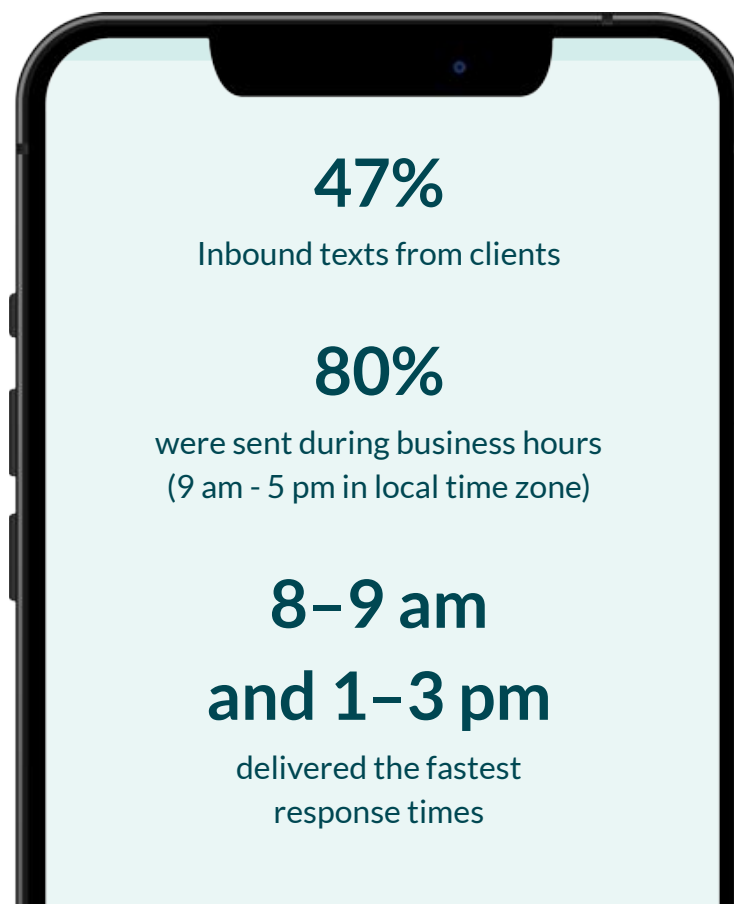 47%
Inbound texts from clients
80%
were sent during business hours
(9 am - 5 pm in local time zone)
8–9 am
and 1–3 pm
delivered the fastest
response times